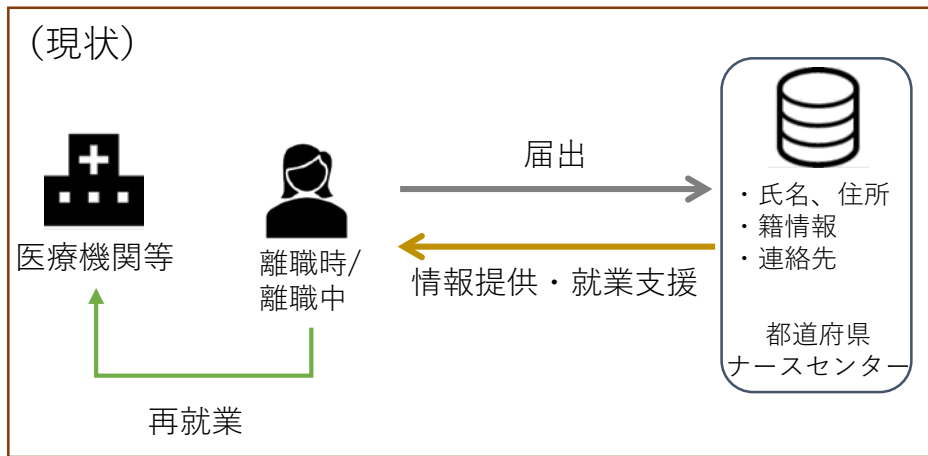 （現状）
医療機関等
離職時/
離職中
届出
情報提供・就業支援
再就業
・氏名、住所
・籍情報
・連絡先
都道府県
ナースセンター